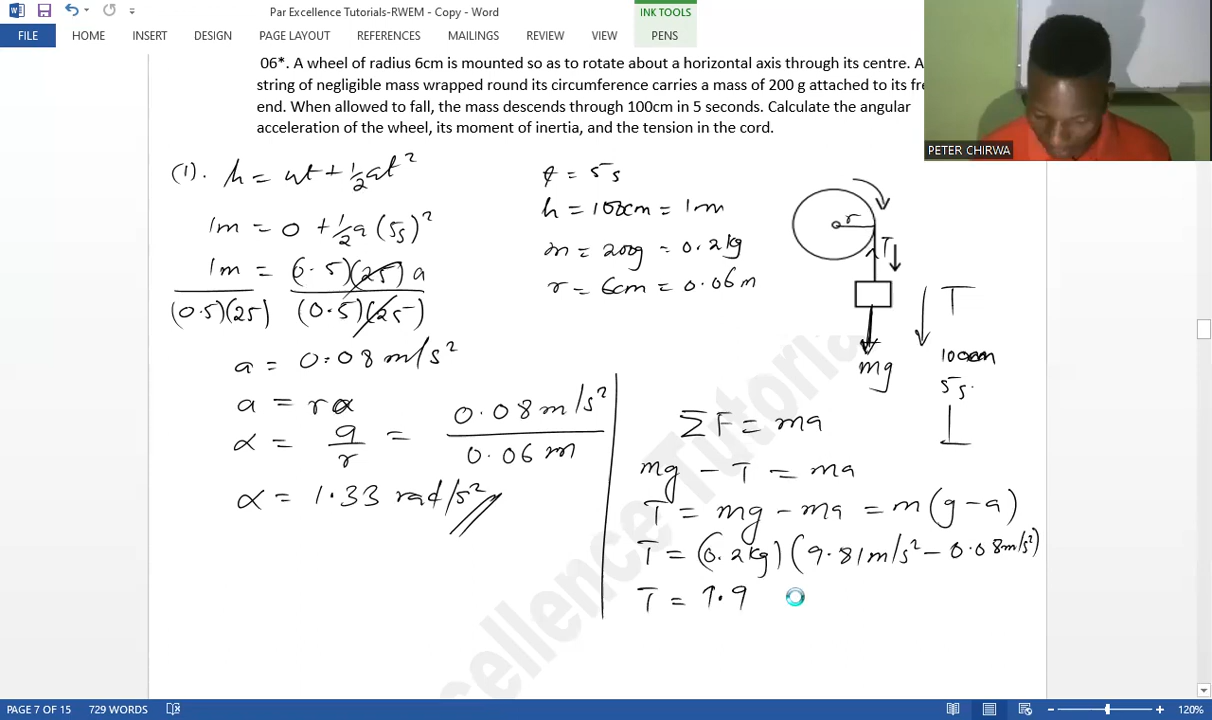 Par Excellence Tutorials-RWEM - Copy - Word
INK TOOLS
FILE HOME INSERT DESIGN PAGE LAYOUT REFERENCES MAILINGS REVIEW VIEW PENS
06*. A wheel of radius 6cm is mounted so as to rotate about a horizontal axis through its centre. A
string of negligible mass wrapped round its circumference carries a mass of 200 g attached to its fr
end. When allowed to fall, the mass descends through 100cm in 5 seconds. Calculate the angular
acceleration of the wheel, its moment of inertia, and the tension in the cord.
PETER CHIRWA
(1). h = ut + 1/2 at²
1m = 0 + 1/2 a (5s)²
1m = (0.5)(25) a
(0.5)(25) (0.5)(25)
a = 0.08 m/s²
a = rα
α = a/r = 0.08 m/s² / 0.06 m
α = 1.33 rad/s²
t = 5s
h = 100cm = 1m
m = 200g = 0.2kg
r = 6cm = 0.06m
r
T
mg
T
100cm
5s.
ΣF = ma
mg - T = ma
T = mg - ma = m(g-a)
T = (0.2kg)(9.81m/s² - 0.08m/s²)
T = 1.9
Excellence Tutoria
PAGE 7 OF 15 729 WORDS 120%